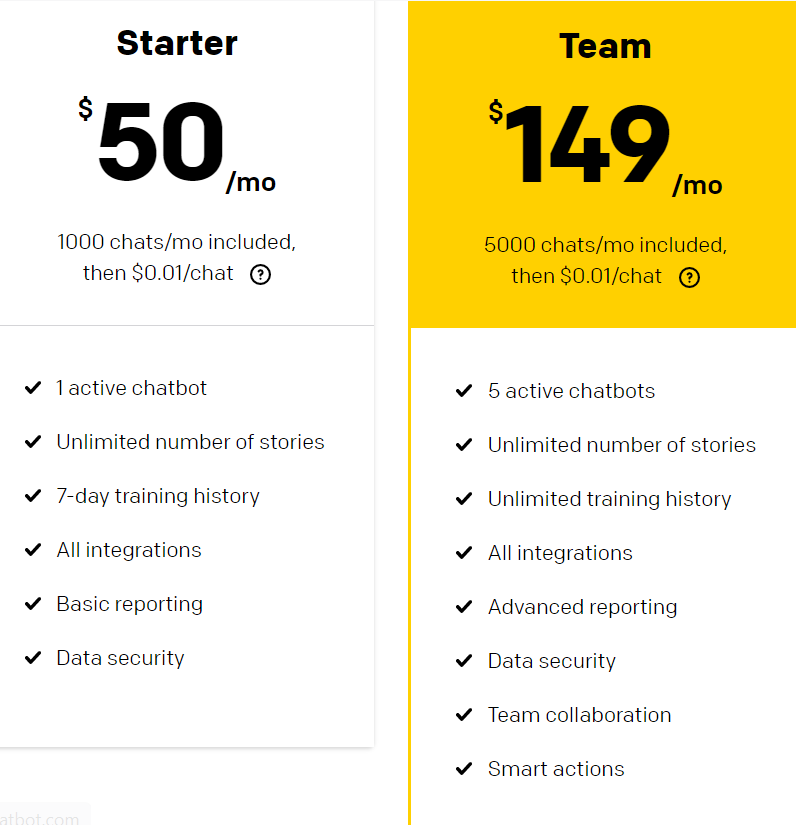 Starter
$50/mo
1000 chats/mo included,
then $0.01/chat ?
1 active chatbot
Unlimited number of stories
7-day training history
All integrations
Basic reporting
Data security
Team
$149/mo
5000 chats/mo included,
then $0.01/chat ?
5 active chatbots
Unlimited number of stories
Unlimited training history
All integrations
Advanced reporting
Data security
Team collaboration
Smart actions
atbot.com